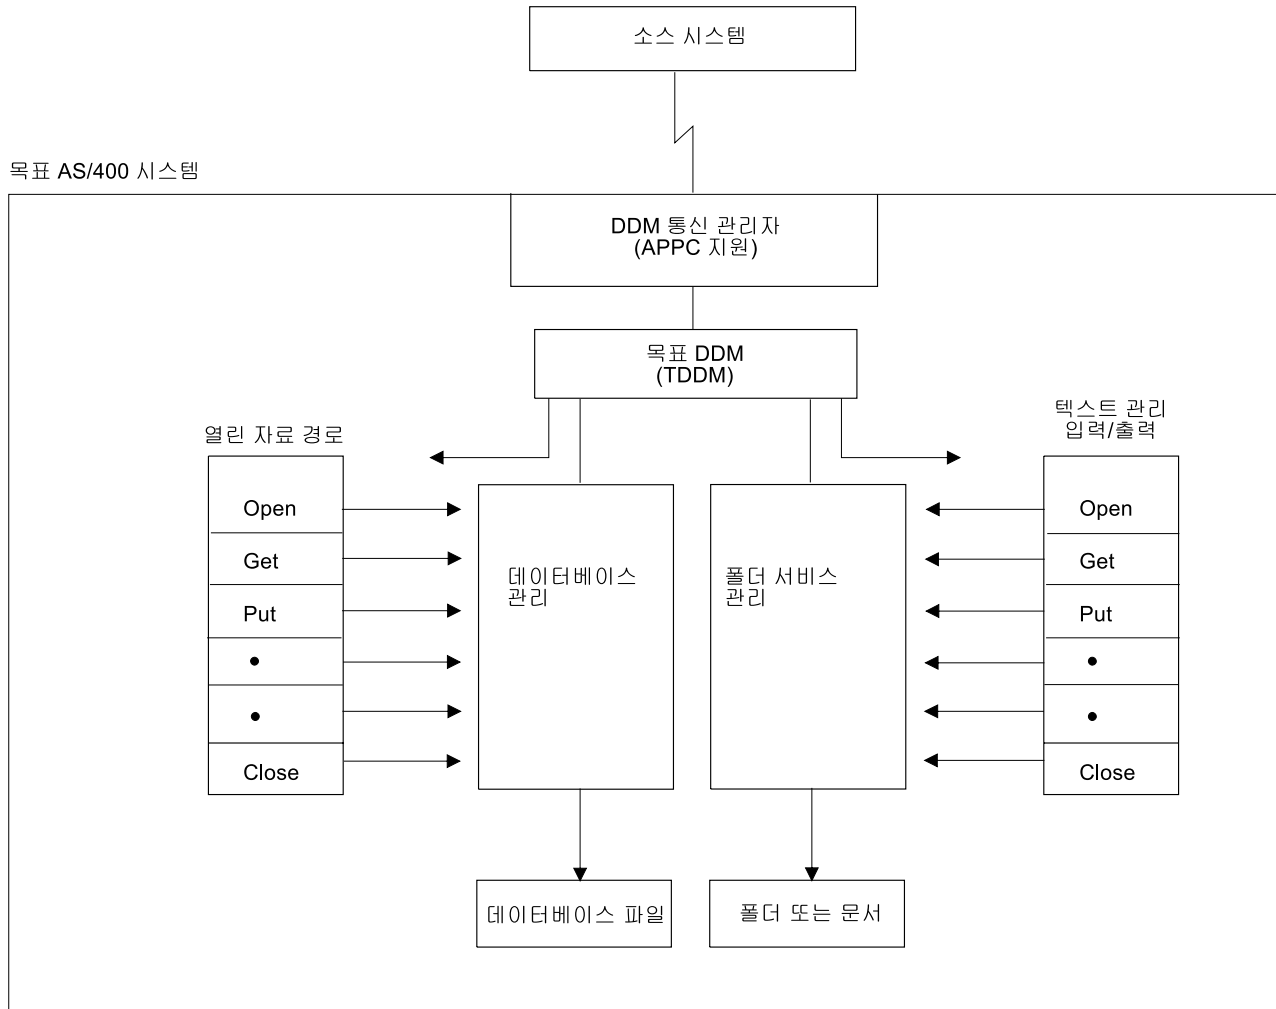 소스 시스템
목표 AS/400 시스템
DDM 통신 관리자
(APPC 지원)
목표 DDM
(TDDM)
열린 자료 경로
Open
Get
Put
•
•
Close
데이터베이스
관리
폴더 서비스
관리
텍스트 관리
입력/출력
Open
Get
Put
•
•
Close
데이터베이스 파일
폴더 또는 문서